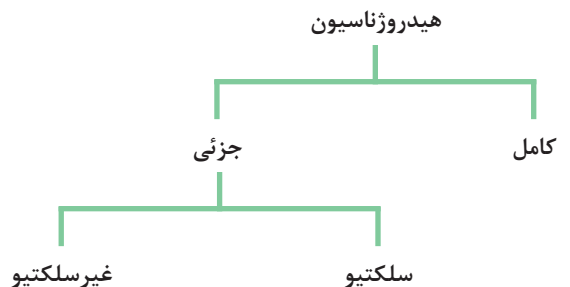 هیدروژناسیون
کامل
جزئی
سلکتیو
غیرسلکتیو